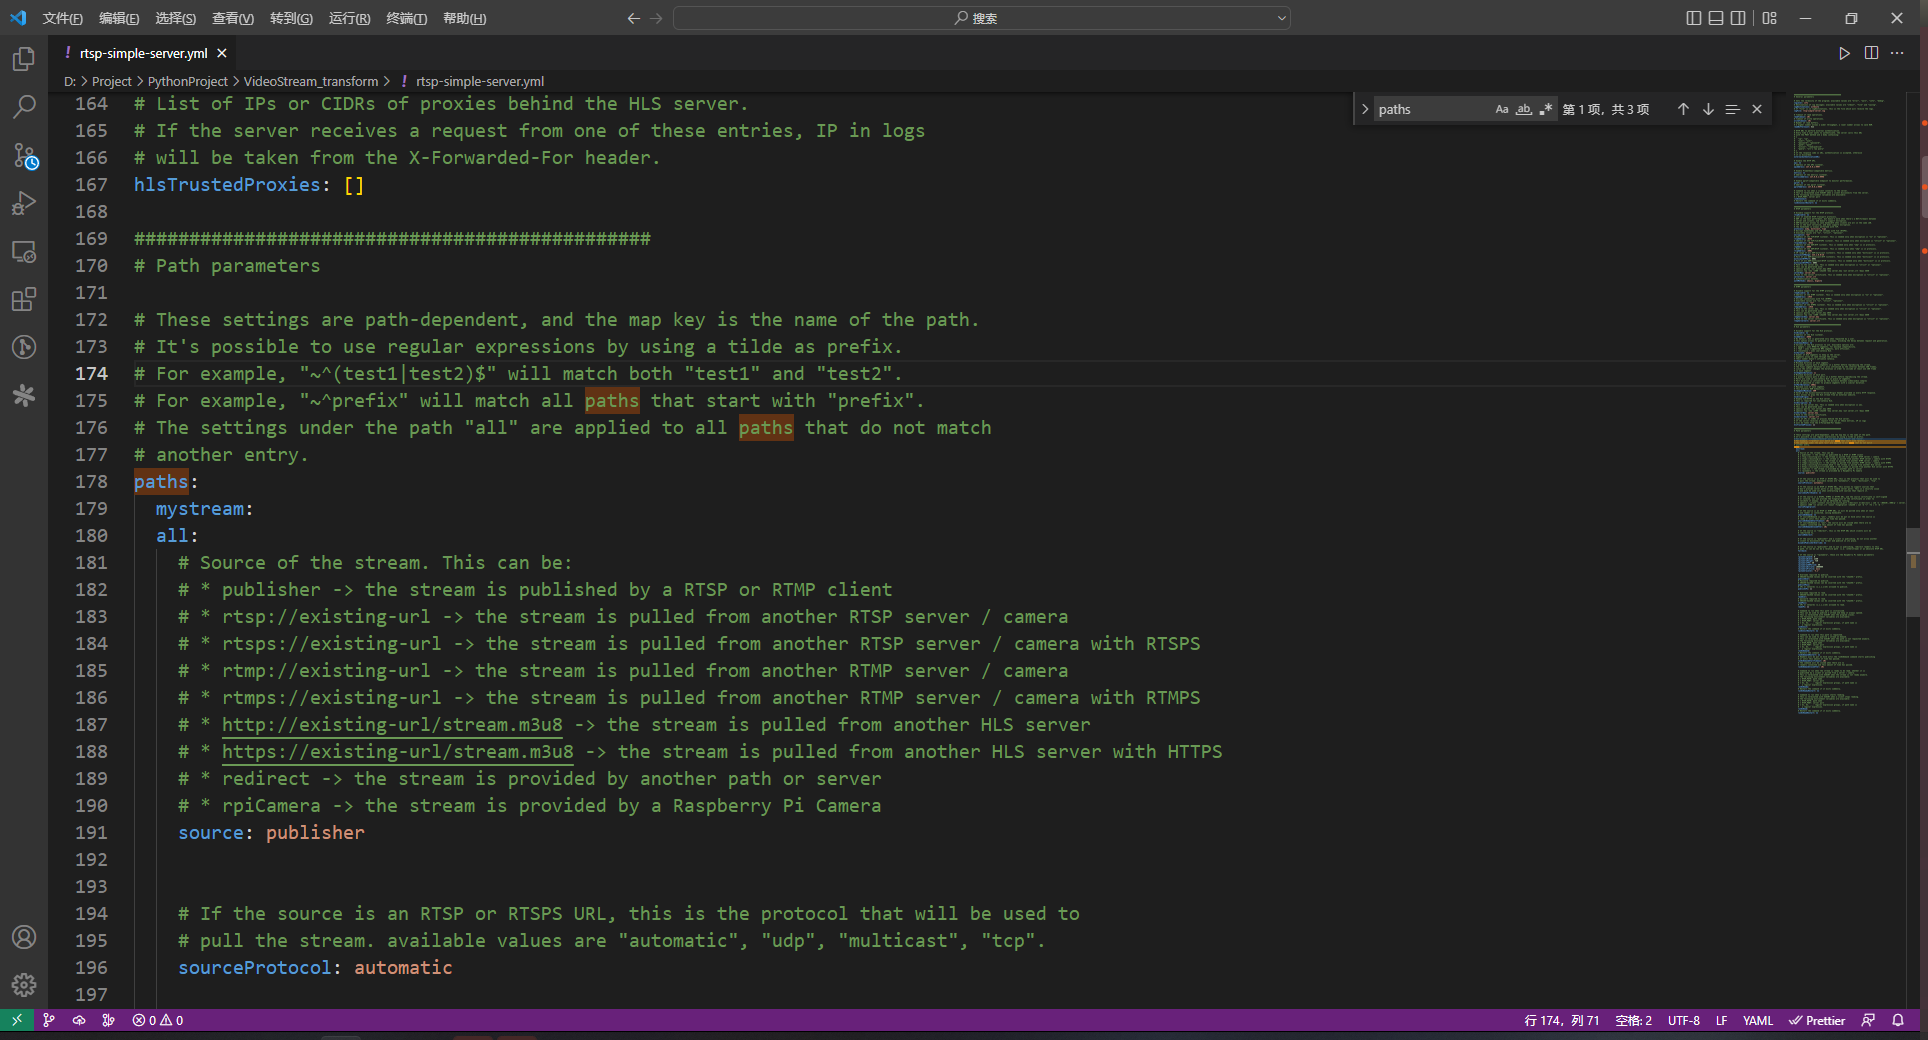 文件(F) 编辑(E) 选择(S) 查看(V) 转到(G) 运行(R) 终端(T) 帮助(H) 搜索
! rtsp-simple-server.yml
D: > Project > PythonProject > VideoStream_transform > ! rtsp-simple-server.yml
paths Aa ab .* 第 1 项，共 3 项
164 # List of IPs or CIDRs of proxies behind the HLS server.
165 # If the server receives a request from one of these entries, IP in logs
166 # will be taken from the X-Forwarded-For header.
167 hlsTrustedProxies: []
168
169 ###############################################
170 # Path parameters
171
172 # These settings are path-dependent, and the map key is the name of the path.
173 # It's possible to use regular expressions by using a tilde as prefix.
174 # For example, "~^(test1|test2)$" will match both "test1" and "test2".
175 # For example, "~^prefix" will match all paths that start with "prefix".
176 # The settings under the path "all" are applied to all paths that do not match
177 # another entry.
178 paths:
179 mystream:
180 all:
181 # Source of the stream. This can be:
182 # * publisher -> the stream is published by a RTSP or RTMP client
183 # * rtsp://existing-url -> the stream is pulled from another RTSP server / camera
184 # * rtsps://existing-url -> the stream is pulled from another RTSP server / camera with RTSPS
185 # * rtmp://existing-url -> the stream is pulled from another RTMP server / camera
186 # * rtmps://existing-url -> the stream is pulled from another RTMP server / camera with RTMPS
187 # * http://existing-url/stream.m3u8 -> the stream is pulled from another HLS server
188 # * https://existing-url/stream.m3u8 -> the stream is pulled from another HLS server with HTTPS
189 # * redirect -> the stream is provided by another path or server
190 # * rpiCamera -> the stream is provided by a Raspberry Pi Camera
191 source: publisher
192
193
194 # If the source is an RTSP or RTSPS URL, this is the protocol that will be used to
195 # pull the stream. available values are "automatic", "udp", "multicast", "tcp".
196 sourceProtocol: automatic
197
0 0 行 174，列 71 空格: 2 UTF-8 LF YAML Prettier